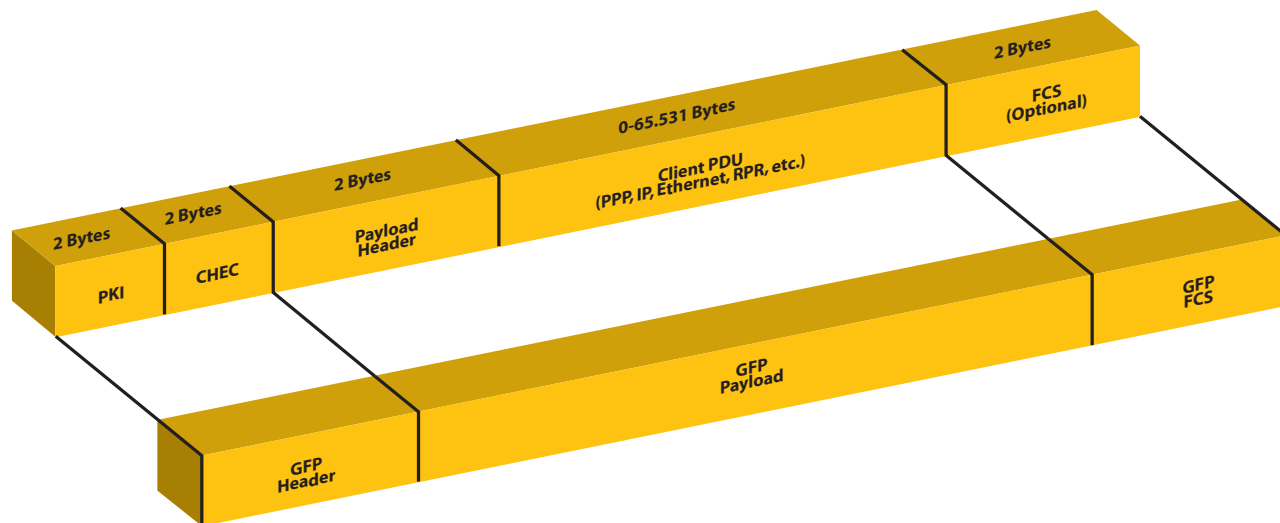 2 Bytes
2 Bytes
2 Bytes
0-65.531 Bytes
2 Bytes
PKI
CHEC
Payload
Header
Client PDU
(PPP, IP, Ethernet, RPR, etc.)
FCS
(Optional)
GFP
Header
GFP
Payload
GFP
FCS